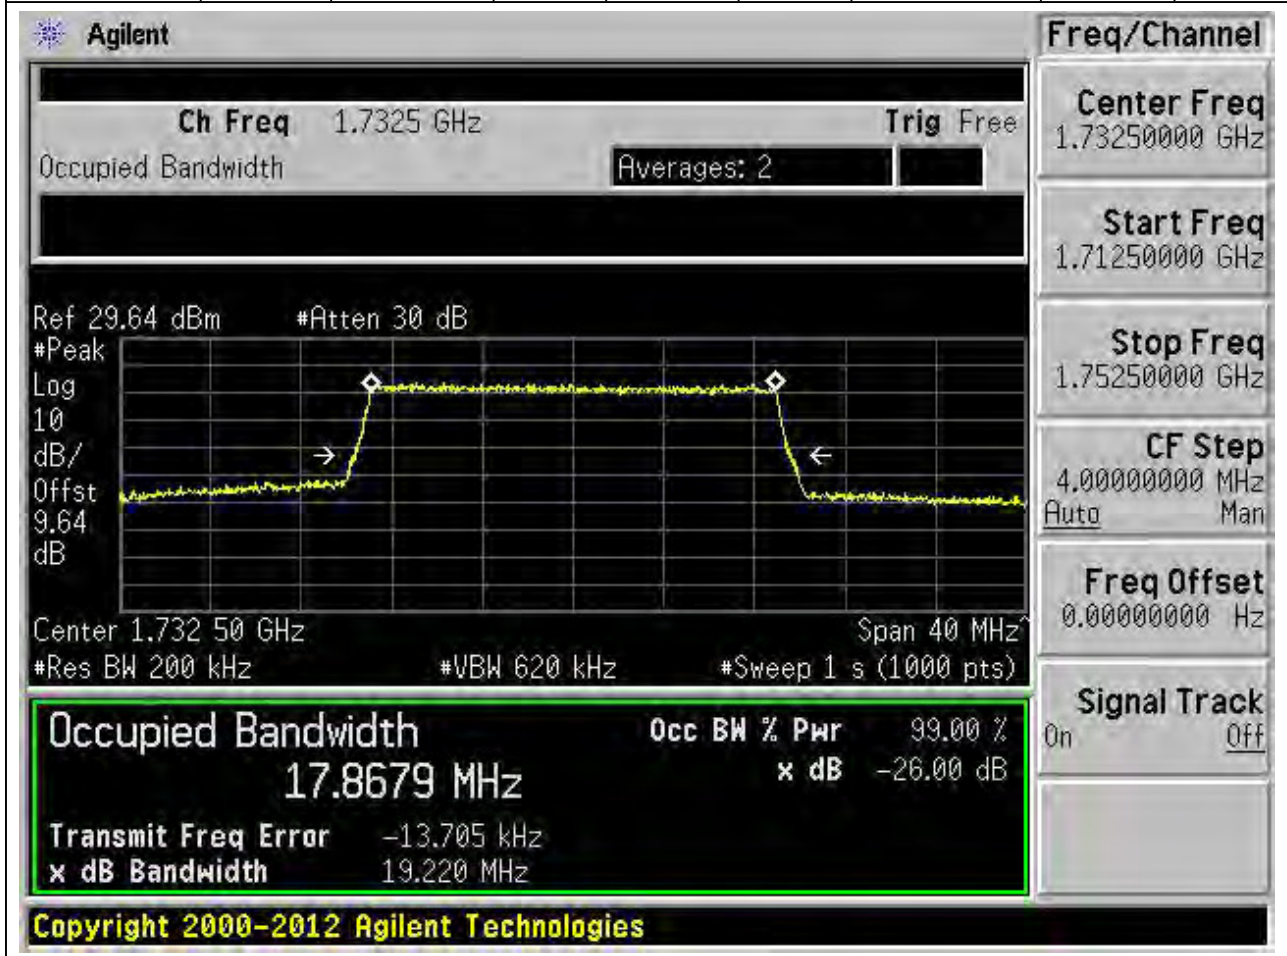 Agilent
Freq/Channel
Ch Freq 1.7325 GHz Trig Free
Occupied Bandwidth Averages: 2
Center Freq
1.73250000 GHz
Start Freq
1.71250000 GHz
Stop Freq
1.75250000 GHz
CF Step
4.00000000 MHz
Auto Man
Freq Offset
0.00000000 Hz
Signal Track
On Off
Ref 29.64 dBm #Atten 30 dB
#Peak
Log
10
dB/
Offst
9.64
dB
Center 1.732 50 GHz Span 40 MHz^
#Res BW 200 kHz #VBW 620 kHz #Sweep 1 s (1000 pts)
Occupied Bandwidth Occ BW % Pwr 99.00 %
17.8679 MHz x dB -26.00 dB
Transmit Freq Error -13.705 kHz
x dB Bandwidth 19.220 MHz
Copyright 2000-2012 Agilent Technologies